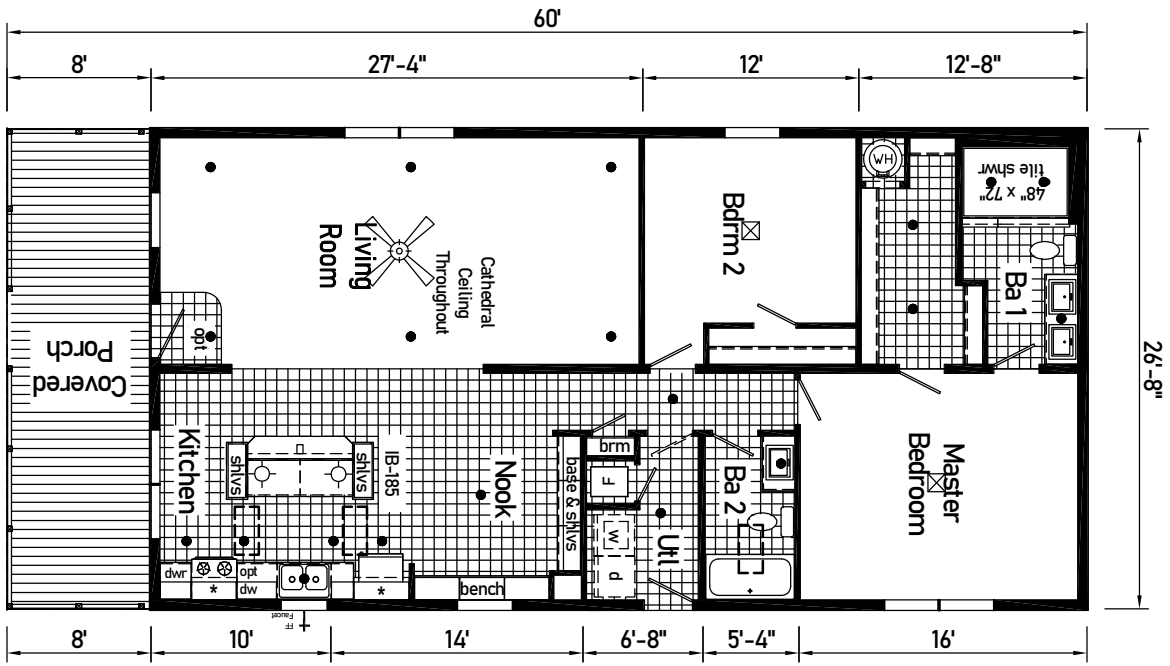 60'
8'
27'-4"
12'
12'-8"
26'-8"
Covered
Porch
Living
Room
Cathedral
Ceiling
Throughout
opt
Bdrm 2
WH
48" x 72"
tile shwr
Ba 1
Kitchen
shlvs
shlvs
IB-185
Nook
base & shlvs
brm
F
W
d
Util
Ba 2
Master
Bedroom
dwr
*
opt
dw
*
bench
FF
Faucet
8'
10'
14'
6'-8"
5'-4"
16'